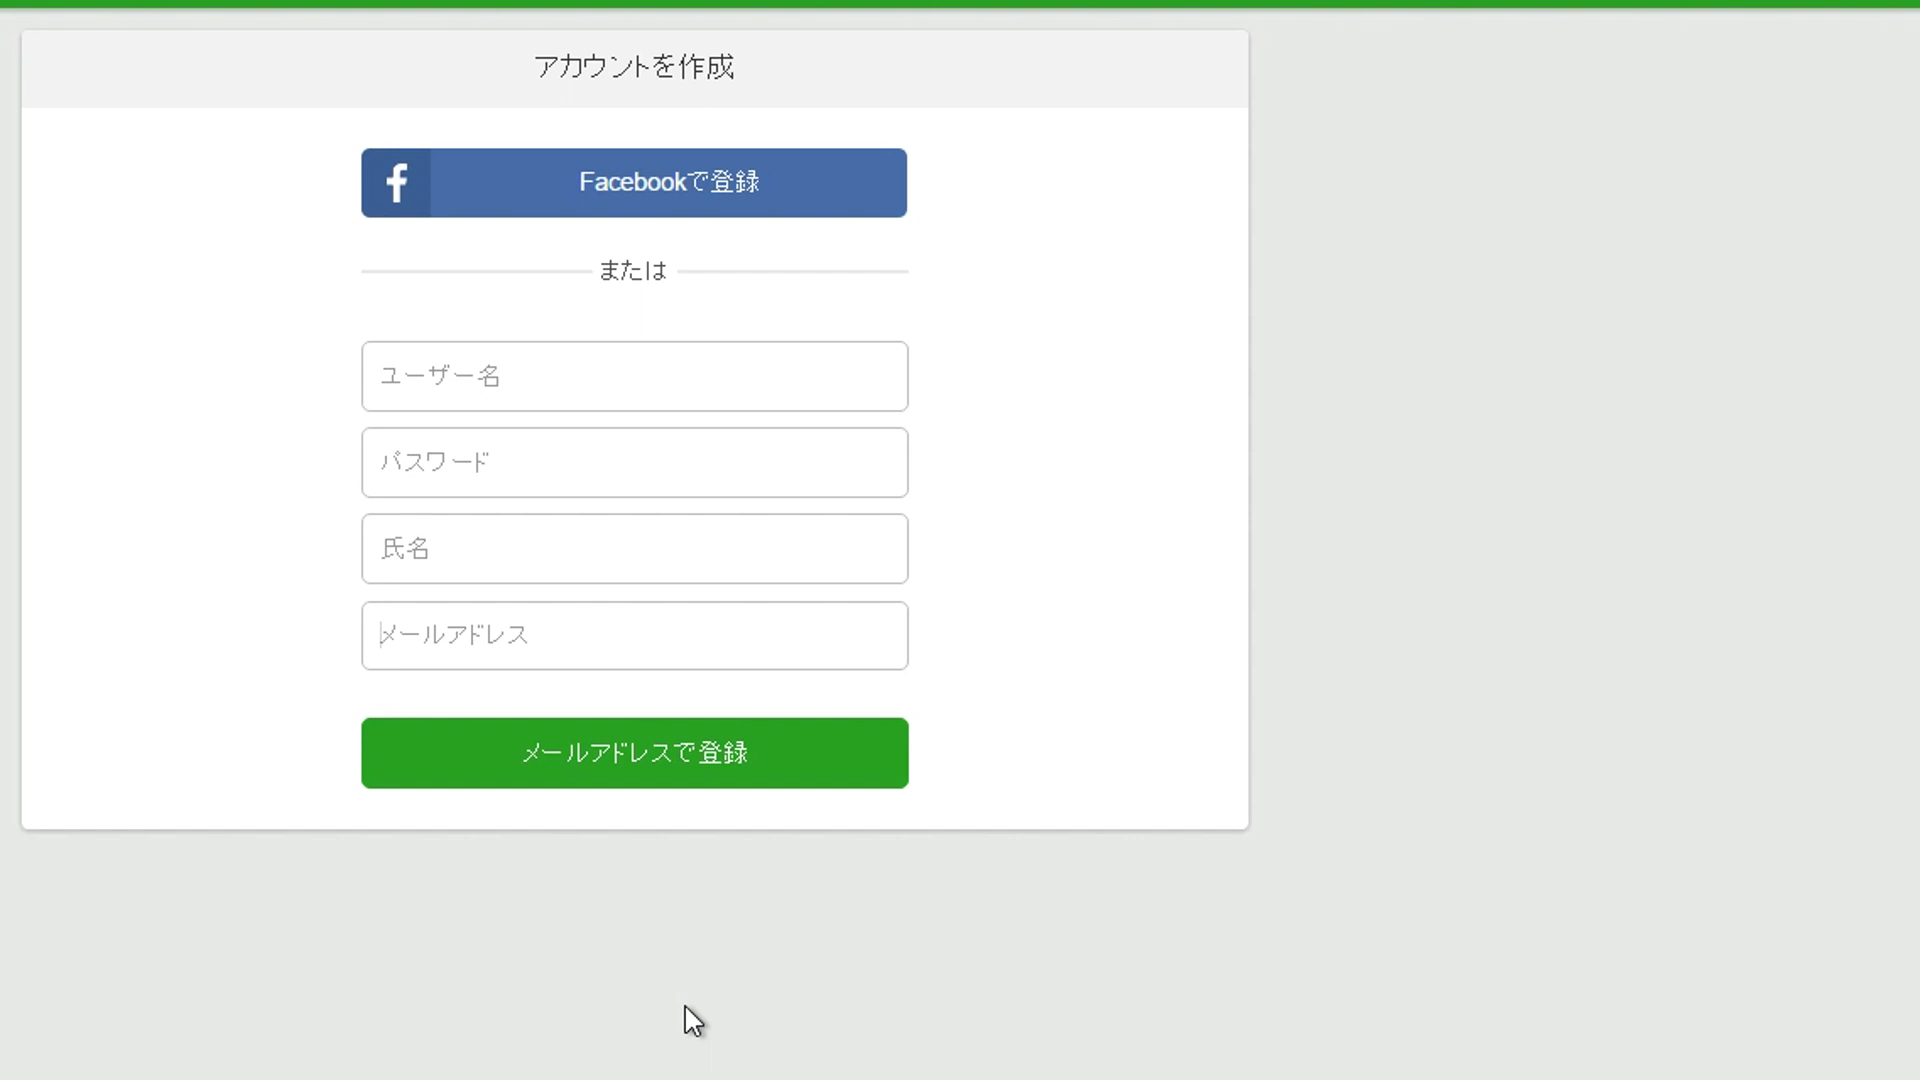 アカウントを作成
Facebookで登録
または
ユーザー名
パスワード
氏名
メールアドレス
メールアドレスで登録